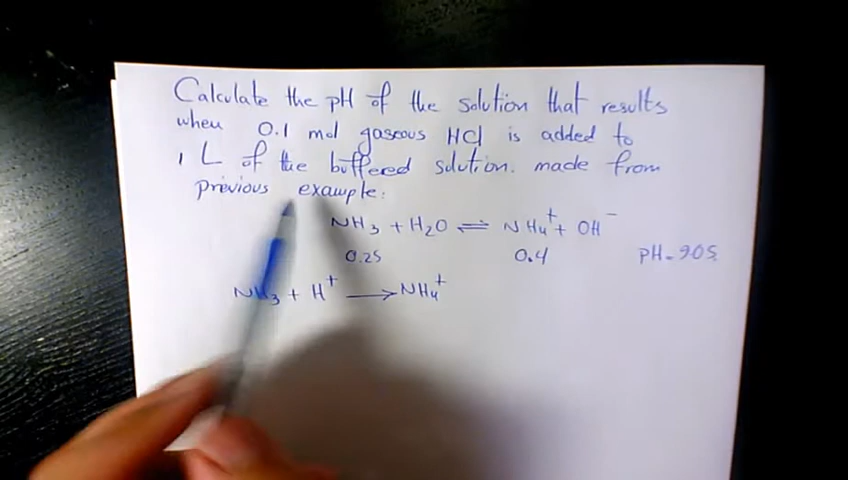 Calculate the pH of the solution that results
when 0.1 mol gaseous HCl is added to
1 L of the buffered solution. made from
previous example:
NH₃ + H₂O ⇌ NH₄⁺ + OH⁻
0.25 0.4 pH = 9.05
NH₃ + H⁺ ⟶ NH₄⁺